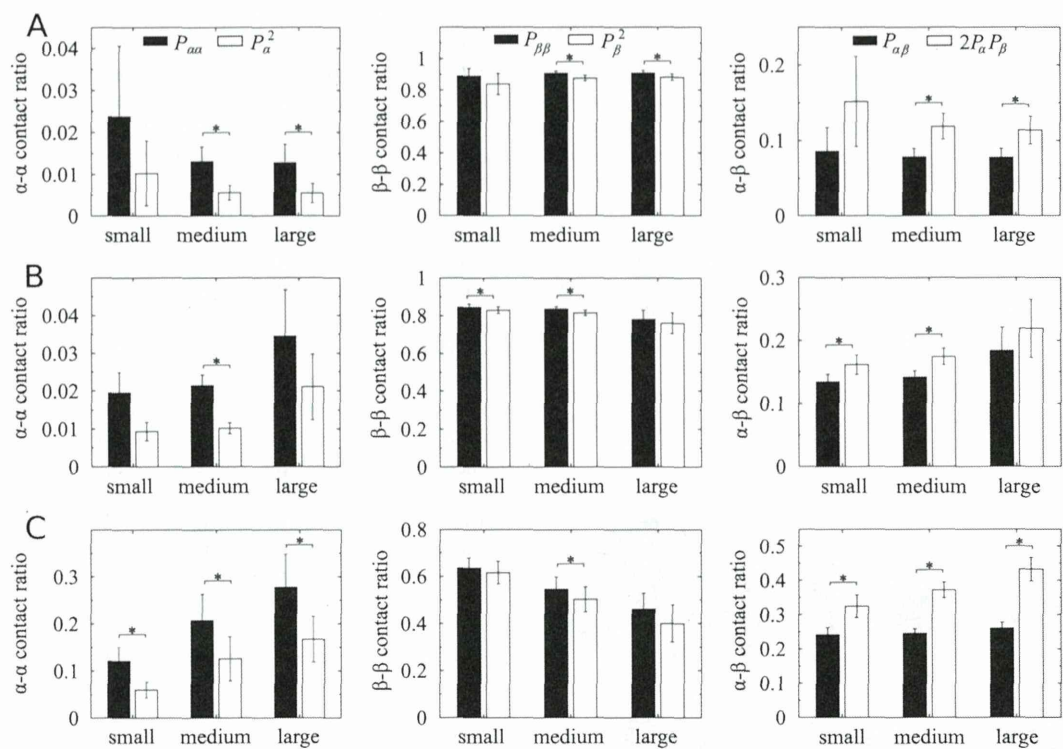 A
α-α contact ratio
0.04
0.03
0.02
0.01
0
P_αα P_α^2
*
*
small medium large
β-β contact ratio
1
0.8
0.6
0.4
0.2
0
P_ββ P_β^2
*
*
small medium large
α-β contact ratio
0.2
0.1
0
P_αβ 2P_αP_β
*
*
small medium large
B
α-α contact ratio
0.04
0.03
0.02
0.01
0
*
small medium large
β-β contact ratio
1
0.8
0.6
0.4
0.2
0
*
*
small medium large
α-β contact ratio
0.3
0.2
0.1
0
*
*
small medium large
C
α-α contact ratio
0.3
0.2
0.1
0
*
*
*
small medium large
β-β contact ratio
0.8
0.6
0.4
0.2
0
*
small medium large
α-β contact ratio
0.5
0.4
0.3
0.2
0.1
0
*
*
*
small medium large